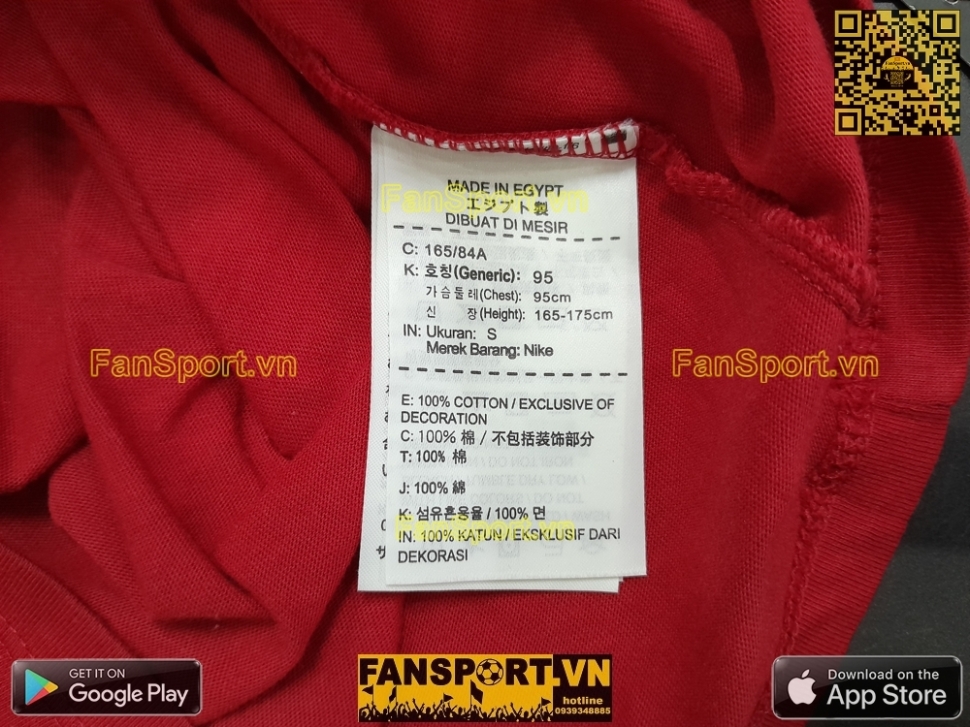 MADE IN EGYPT
エジプト製
DIBUAT DI MESIR
C: 165/84A
K: 호칭(Generic): 95
가슴둘레(Chest): 95cm
신 장(Height): 165-175cm
IN: Ukuran: S
Merek Barang: Nike
E: 100% COTTON / EXCLUSIVE OF
DECORATION
C: 100% 棉 / 不包括装饰部分
T: 100% 棉
J: 100% 綿
K: 섬유혼용율 / 100% 면
IN: 100% KATUN / EKSKLUSIF DARI
DEKORASI
FanSport.vn
FanSport.vn
FanSport.vn
FanSport.vn
GET IT ON
Google Play
FANSPORT.VN
hotline
0939348885
Download on the
App Store